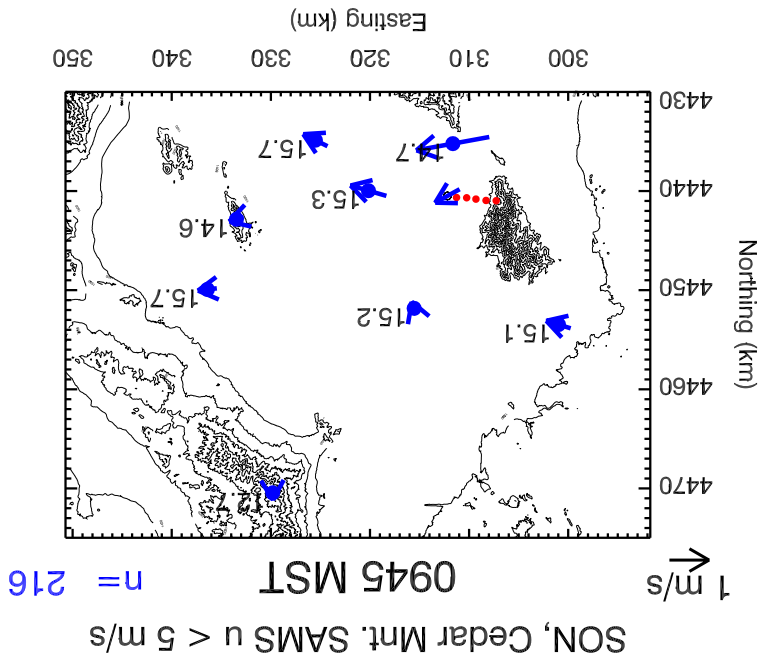 SON, Cedar Mnt. SAMS u < 5 m/s
1 m/s
0945 MST
n= 216
4470
4460
4450
4440
4430
Northing (km)
12.7
15.1
15.2
15.7
14.6
15.3
14.7
15.7
300 310 320 330 340 350
Easting (km)